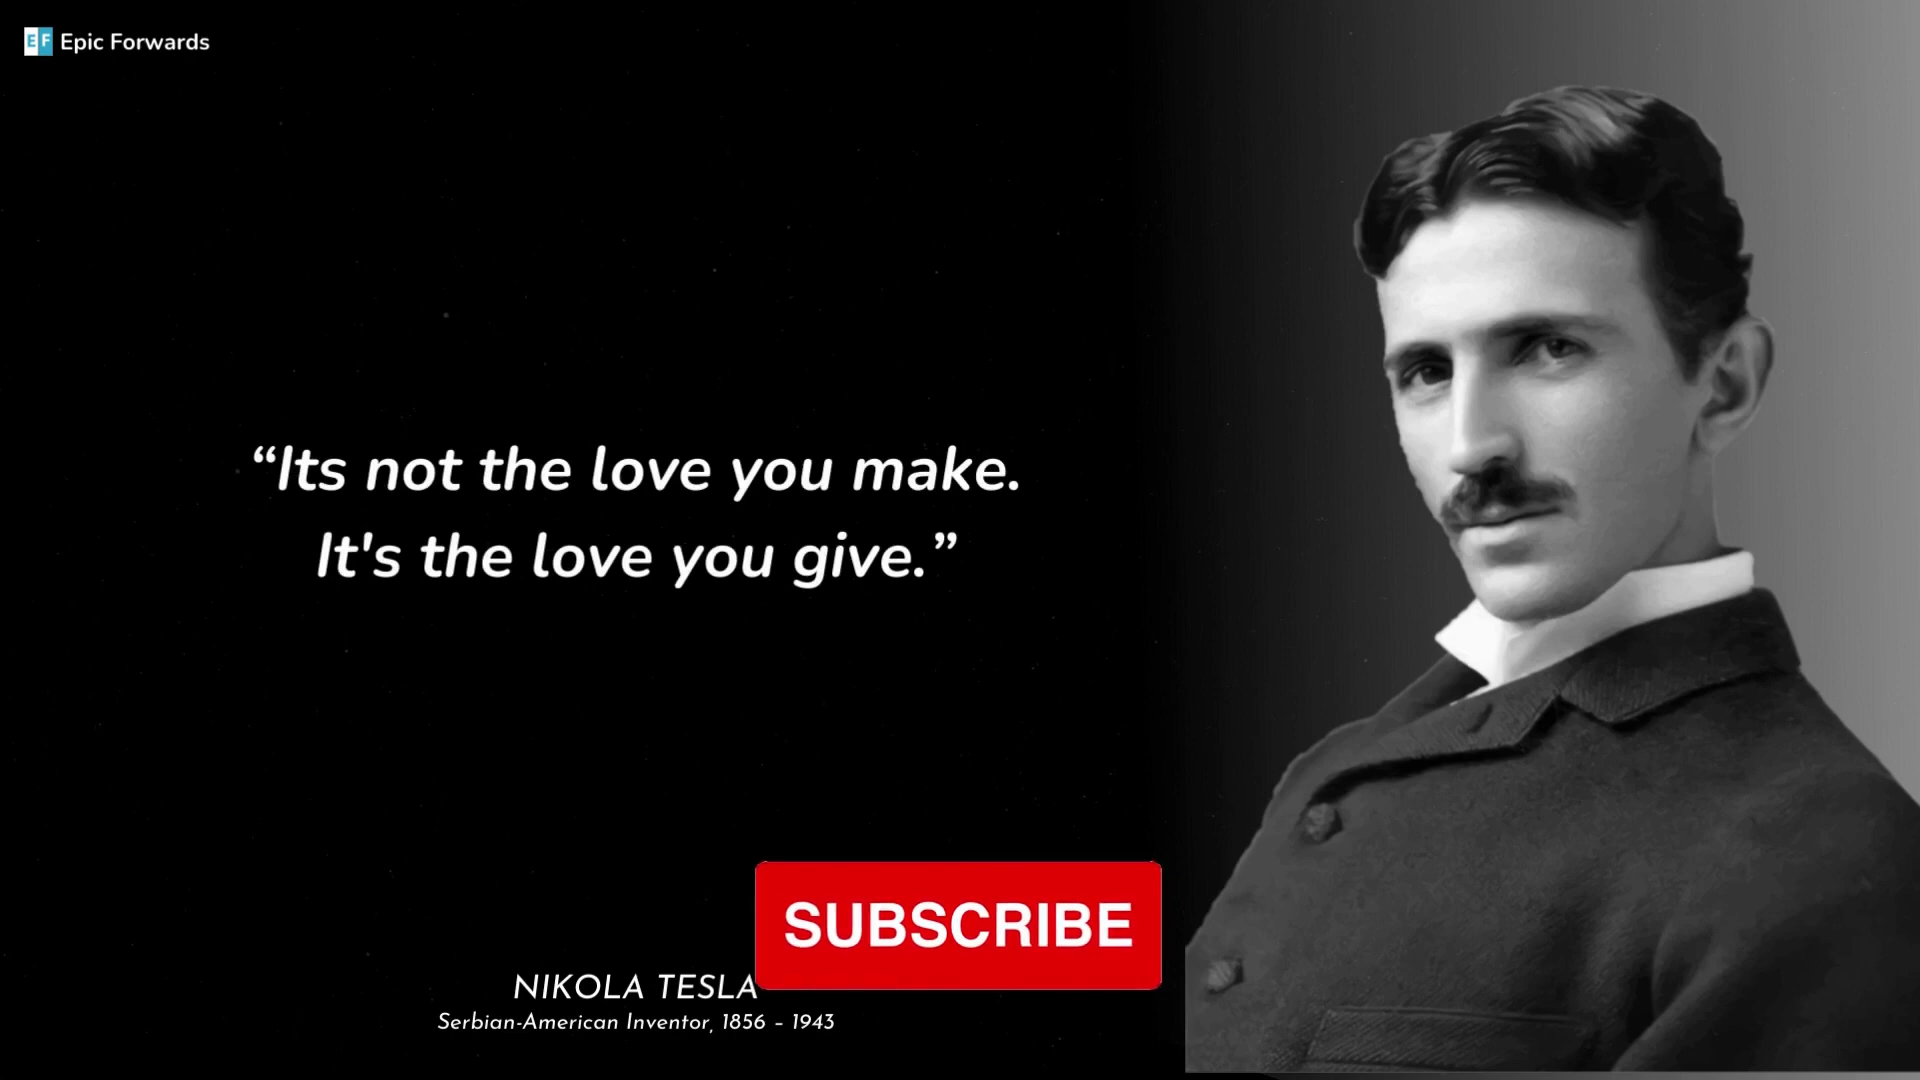 EF Epic Forwards
“Its not the love you make.
It's the love you give.”
SUBSCRIBE
NIKOLA TESLA
Serbian-American Inventor, 1856 – 1943